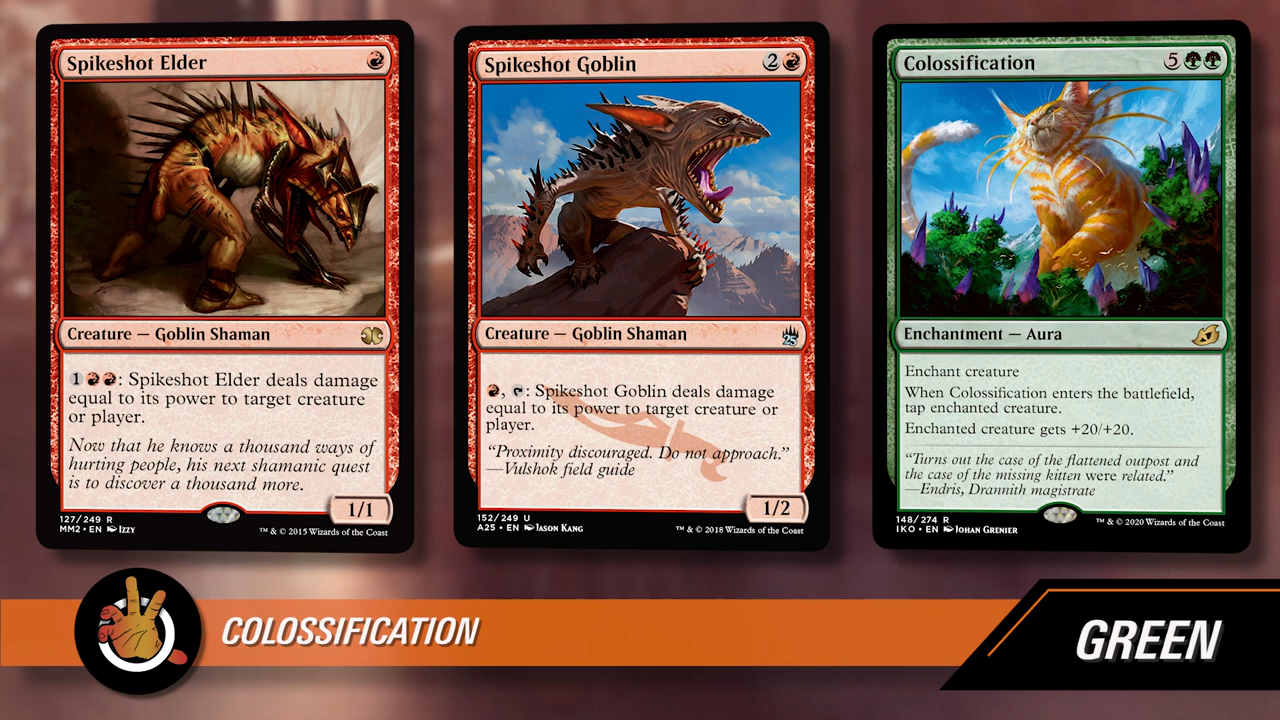 Spikeshot Elder
1: Spikeshot Elder deals damage
equal to its power to target creature
or player.
Now that he knows a thousand ways of
hurting people, his next shamanic quest
is to discover a thousand more.
Creature — Goblin Shaman
1/1
127/249 R
MM2 • EN Izzy
™ & © 2015 Wizards of the Coast
Spikeshot Goblin
2
Creature — Goblin Shaman
25
, : Spikeshot Goblin deals damage
equal to its power to target creature or
player.
“Proximity discouraged. Do not approach.”
—Vulshok field guide
1/2
152/249 U
A25 • EN Jason Kang
™ & © 2018 Wizards of the Coast
Colossification
5
Enchantment — Aura
Enchant creature
When Colossification enters the battlefield,
tap enchanted creature.
Enchanted creature gets +20/+20.
“Turns out the case of the flattened outpost and
the case of the missing kitten were related.”
—Endris, Drannith magistrate
148/274 R
IKO • EN Johan Grenier
™ & © 2020 Wizards of the Coast
COLOSSIFICATION
GREEN